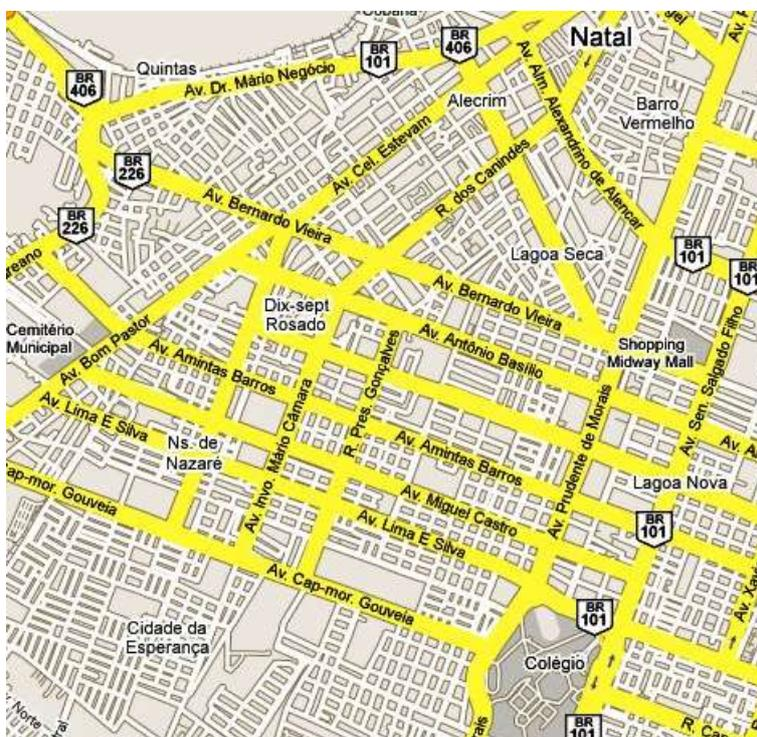 Natal
BR
406
BR
101
BR
406
Quintas
Av. Dr. Mário Negócio
Alecrim
Av. Alm. Alexandrino de Alencar
Barro
Vermelho
BR
226
Av. Cel. Estevam
R. dos Canindés
Av. Bernardo Vieira
BR
226
BR
101
BR
101
Lagoa Seca
Av. Bernardo Vieira
Dix-sept
Rosado
Av. Antônio Basílio
Shopping
Midway Mall
Cemitério
Municipal
Av. Bom Pastor
Av. Amintas Barros
R. Pres. Gonçalves
Av. Sen. Salgado Filho
Av. Lima E Silva
Av. Invo. Mário Câmara
Av. Prudente de Morais
Ns. de
Nazaré
Av. Amintas Barros
Lagoa Nova
Cap-mor. Gouveia
Av. Miguel Castro
Av. Lima E Silva
BR
101
Av. Cap-mor. Gouveia
BR
101
Cidade da
Esperança
Colégio
BR
101